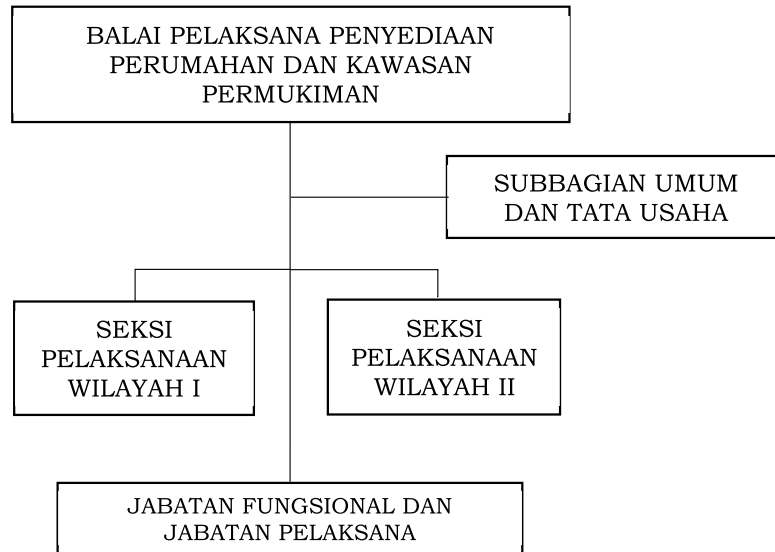 BALAI PELAKSANA PENYEDIAAN
PERUMAHAN DAN KAWASAN
PERMUKIMAN
SUBBAGIAN UMUM
DAN TATA USAHA
SEKSI
PELAKSANAAN
WILAYAH I
SEKSI
PELAKSANAAN
WILAYAH II
JABATAN FUNGSIONAL DAN
JABATAN PELAKSANA